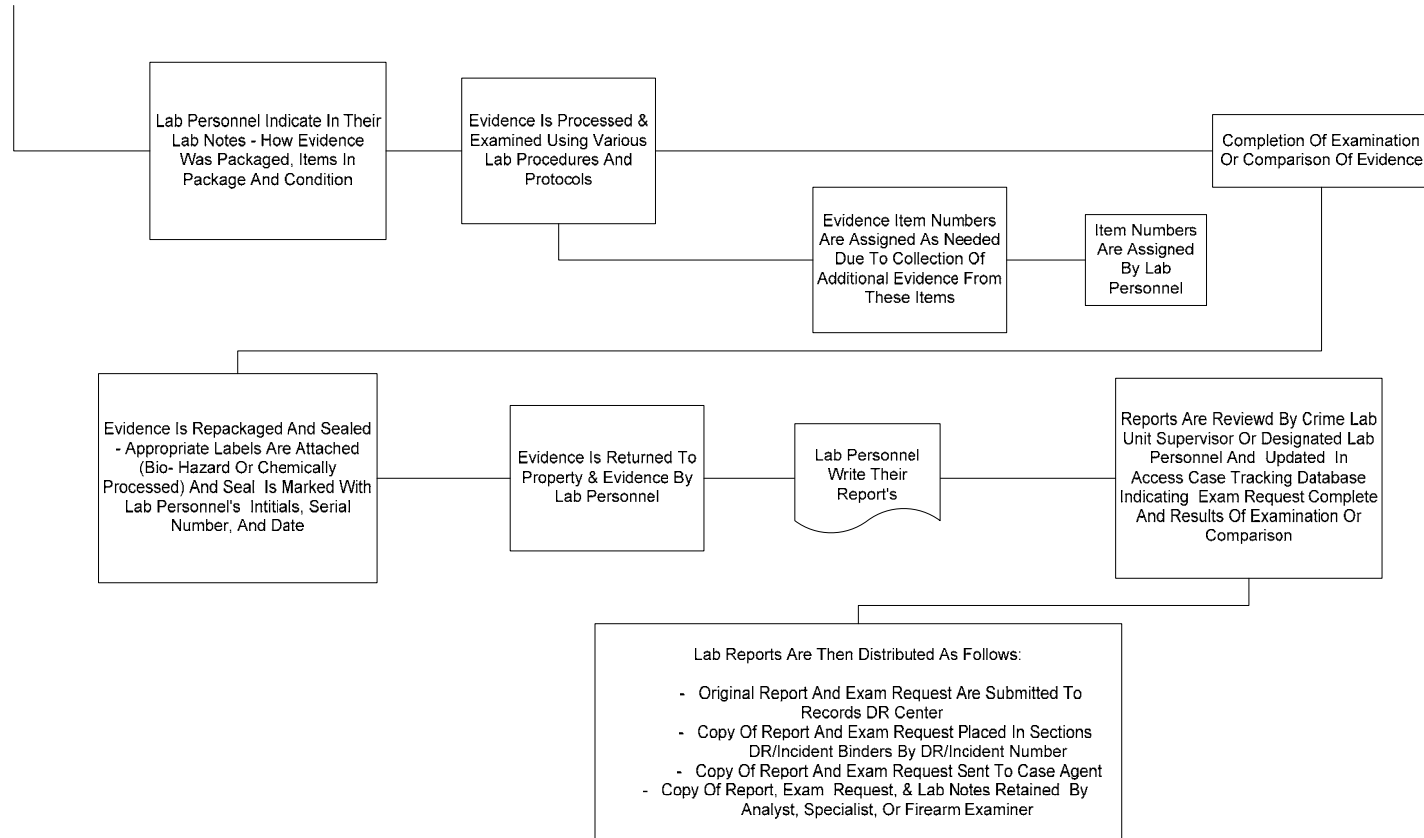 Lab Personnel Indicate In Their
Lab Notes - How Evidence
Was Packaged, Items In
Package And Condition
Evidence Is Processed &
Examined Using Various
Lab Procedures And
Protocols
Completion Of Examination
Or Comparison Of Evidence
Evidence Item Numbers
Are Assigned As Needed
Due To Collection Of
Additional Evidence From
These Items
Item Numbers
Are Assigned
By Lab
Personnel
Evidence Is Repackaged And Sealed
- Appropriate Labels Are Attached
(Bio- Hazard Or Chemically
Processed) And Seal Is Marked With
Lab Personnel's Intitials, Serial
Number, And Date
Evidence Is Returned To
Property & Evidence By
Lab Personnel
Lab Personnel
Write Their
Report's
Reports Are Reviewd By Crime Lab
Unit Supervisor Or Designated Lab
Personnel And Updated In
Access Case Tracking Database
Indicating Exam Request Complete
And Results Of Examination Or
Comparison
Lab Reports Are Then Distributed As Follows:
- Original Report And Exam Request Are Submitted To
Records DR Center
- Copy Of Report And Exam Request Placed In Sections
DR/Incident Binders By DR/Incident Number
- Copy Of Report And Exam Request Sent To Case Agent
- Copy Of Report, Exam Request, & Lab Notes Retained By
Analyst, Specialist, Or Firearm Examiner